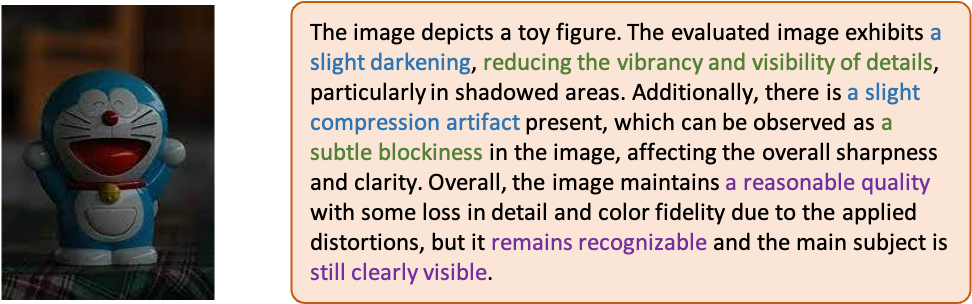 The image depicts a toy figure. The evaluated image exhibits a
slight darkening, reducing the vibrancy and visibility of details,
particularly in shadowed areas. Additionally, there is a slight
compression artifact present, which can be observed as a
subtle blockiness in the image, affecting the overall sharpness
and clarity. Overall, the image maintains a reasonable quality
with some loss in detail and color fidelity due to the applied
distortions, but it remains recognizable and the main subject is
still clearly visible.